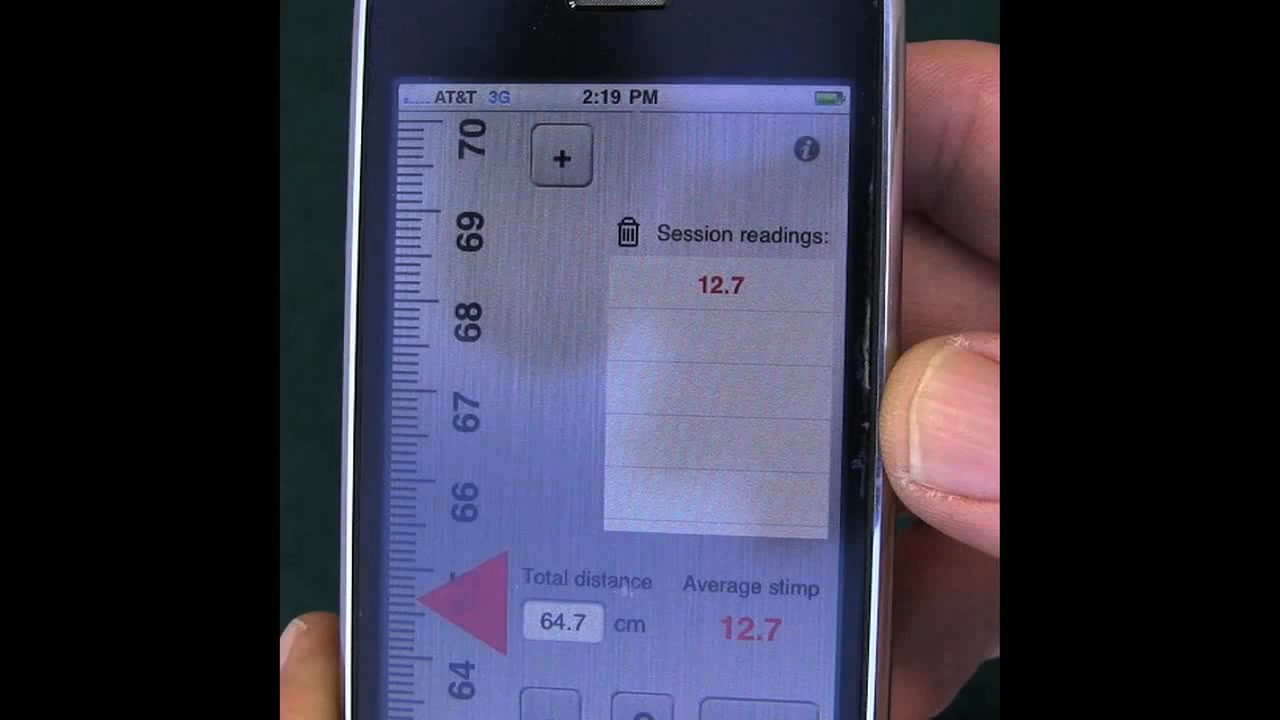 AT&T 3G 2:19 PM
70
+
i
69
Session readings:
12.7
68
67
66
Total distance
Average stimp
64.7 cm
12.7
64